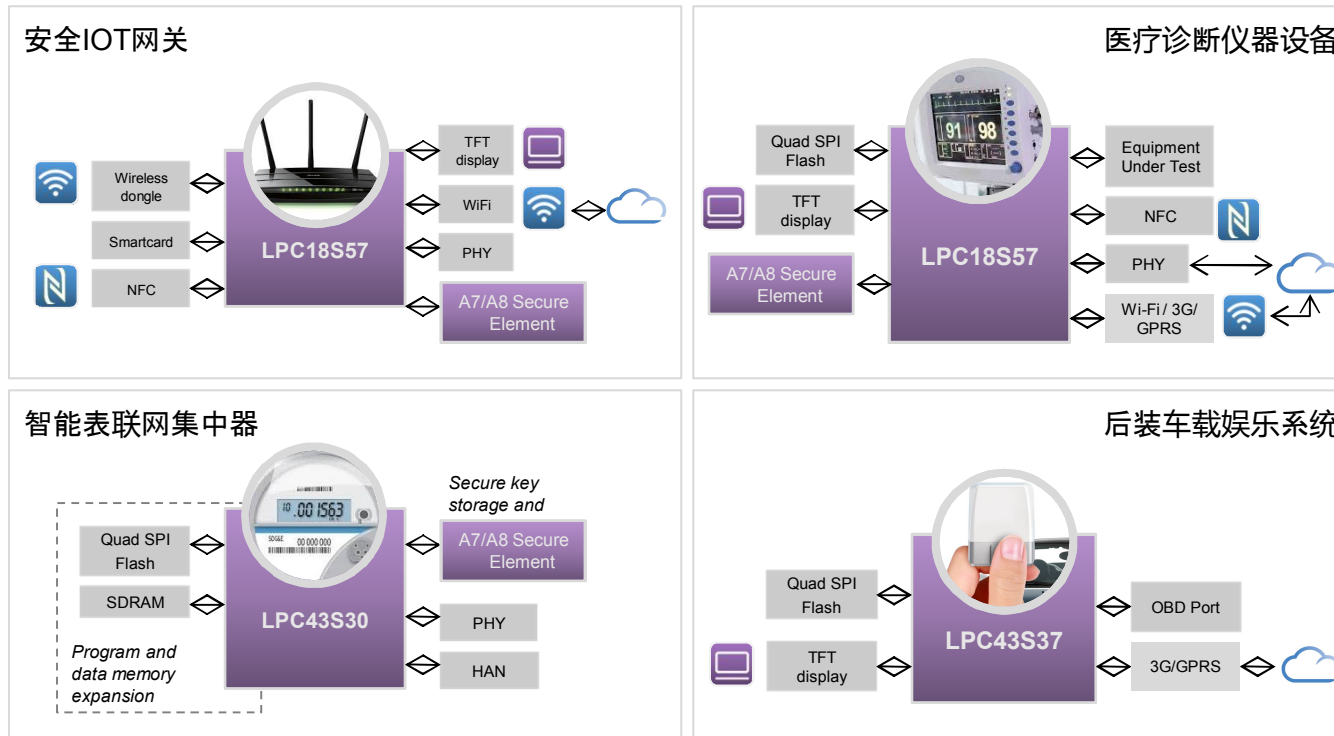 安全IOT网关
Wireless
dongle
Smartcard
NFC
LPC18S57
TFT
display
WiFi
PHY
A7/A8 Secure
Element
医疗诊断仪器设备
Quad SPI
Flash
TFT
display
A7/A8 Secure
Element
91 98
LPC18S57
Equipment
Under Test
NFC
PHY
Wi-Fi / 3G/
GPRS
智能表联网集中器
Quad SPI
Flash
SDRAM
Program and
data memory
expansion
10 .001563
00 000 000
LPC43S30
Secure key
storage and
A7/A8 Secure
Element
PHY
HAN
后装车载娱乐系统
Quad SPI
Flash
TFT
display
LPC43S37
OBD Port
3G/GPRS